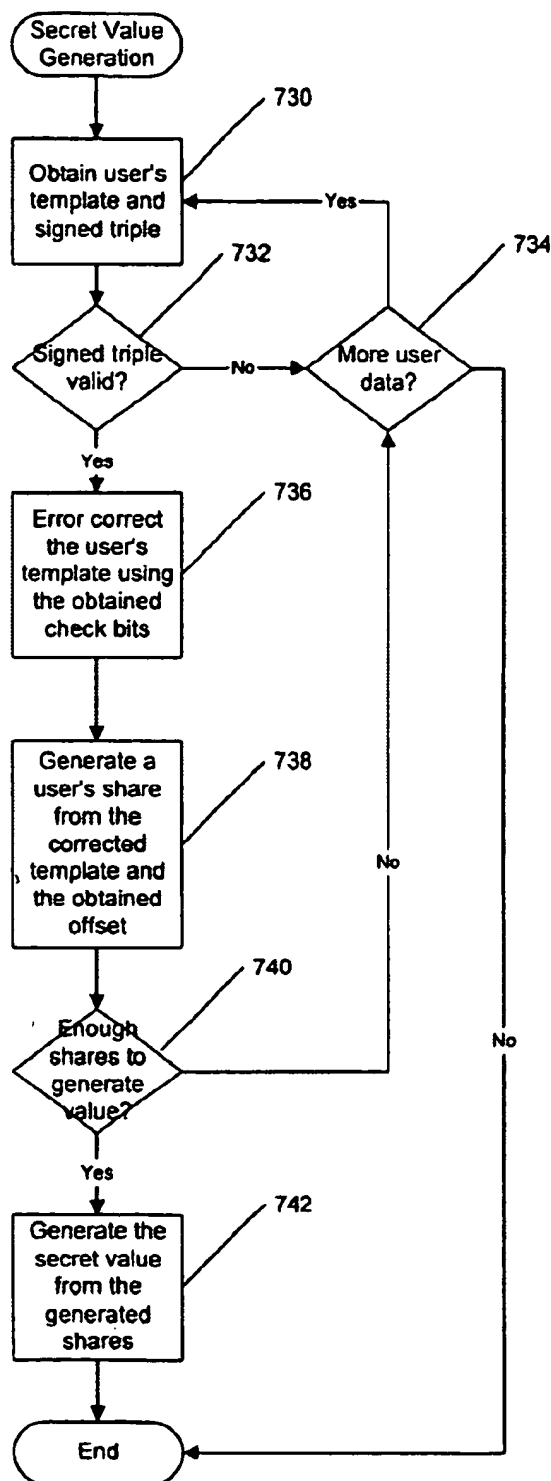 Secret Value
Generation
730
Obtain user's
template and
signed triple
Yes
732
734
Signed triple
valid?
No
More user
data?
Yes
736
Error correct
the user's
template using
the obtained
check bits
738
Generate a
user's share
from the
corrected
template and
the obtained
offset
No
740
Enough
shares to
generate
value?
No
Yes
742
Generate the
secret value
from the
generated
shares
End